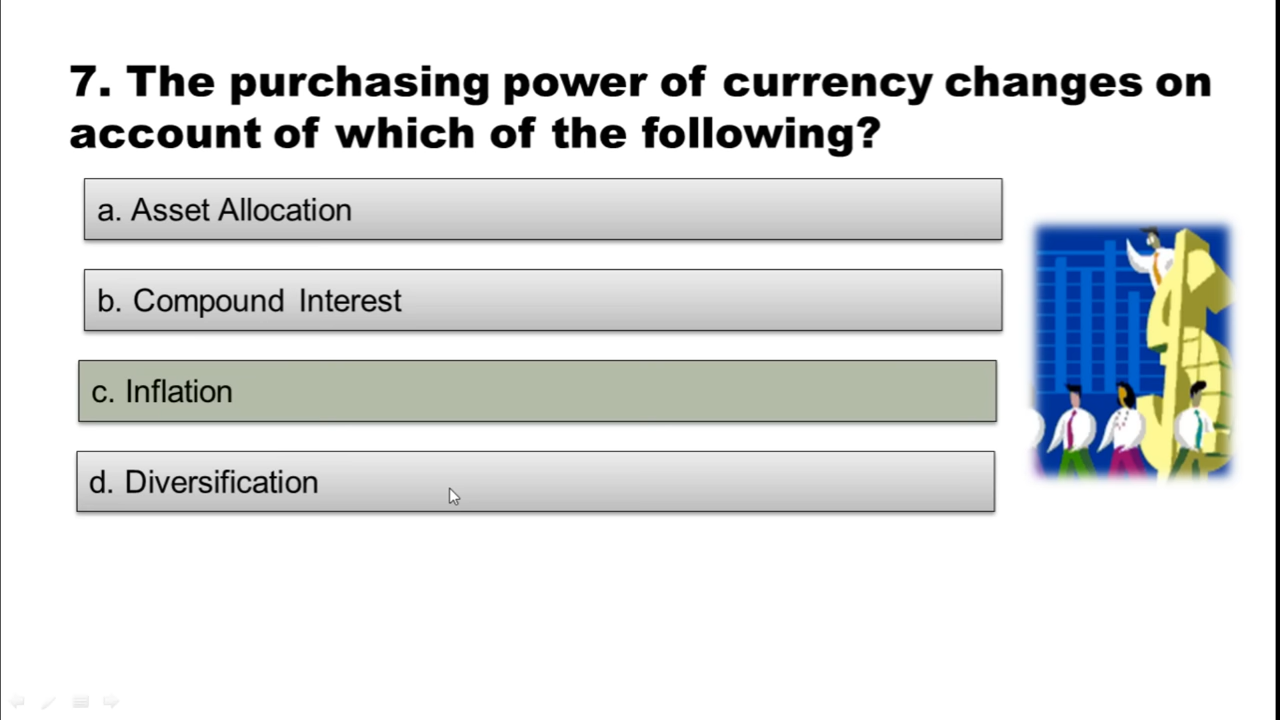 7. The purchasing power of currency changes on
account of which of the following?
a. Asset Allocation
b. Compound Interest
c. Inflation
d. Diversification